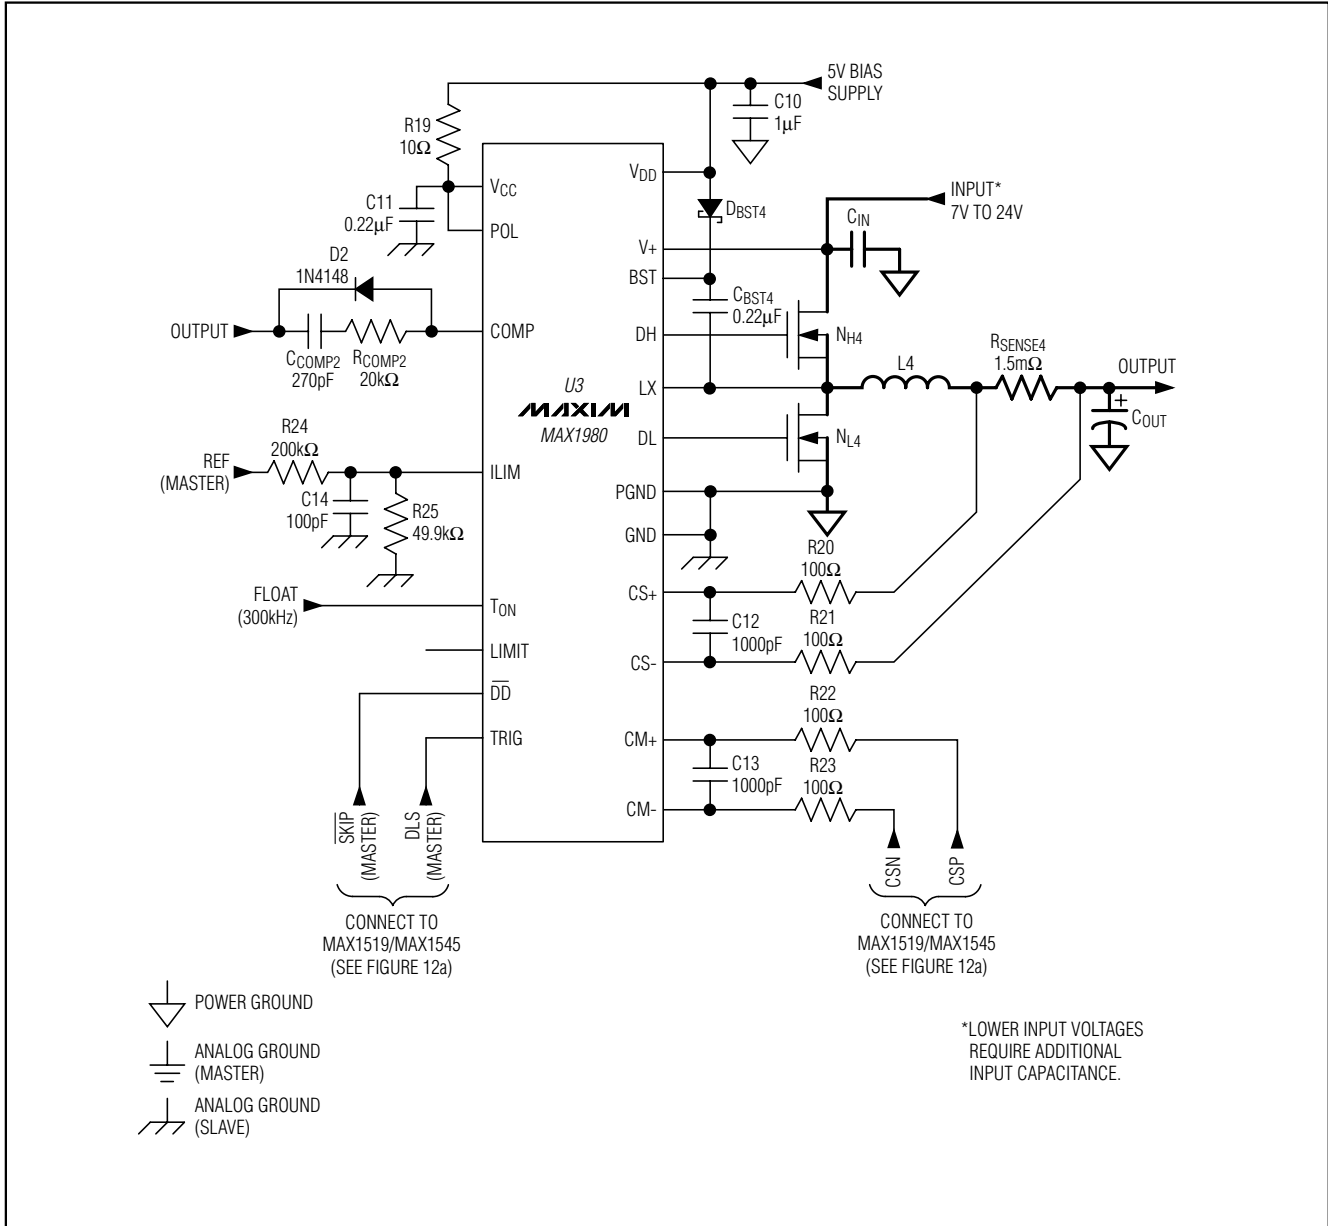 5V BIAS
SUPPLY
C10
1µF
R19
10Ω
VDD
VCC
C11
0.22µF
POL
DBST4
INPUT*
7V TO 24V
CIN
V+
D2
1N4148
BST
CBST4
0.22µF
OUTPUT
COMP
DH
NH4
CCOMP2
270pF
RCOMP2
20kΩ
RSENSE4
1.5mΩ
OUTPUT
L4
LX
U3
MAXIM
MAX1980
COUT
+
DL
NL4
R24
200kΩ
REF
(MASTER)
ILIM
C14
100pF
R25
49.9kΩ
PGND
GND
R20
100Ω
FLOAT
(300kHz)
TON
CS+
C12
1000pF
R21
100Ω
LIMIT
CS-
DD
R22
100Ω
TRIG
CM+
C13
1000pF
R23
100Ω
CM-
SKIP
(MASTER)
DLS
(MASTER)
CSN
CSP
CONNECT TO
MAX1519/MAX1545
(SEE FIGURE 12a)
CONNECT TO
MAX1519/MAX1545
(SEE FIGURE 12a)
POWER GROUND
ANALOG GROUND
(MASTER)
ANALOG GROUND
(SLAVE)
*LOWER INPUT VOLTAGES
REQUIRE ADDITIONAL
INPUT CAPACITANCE.